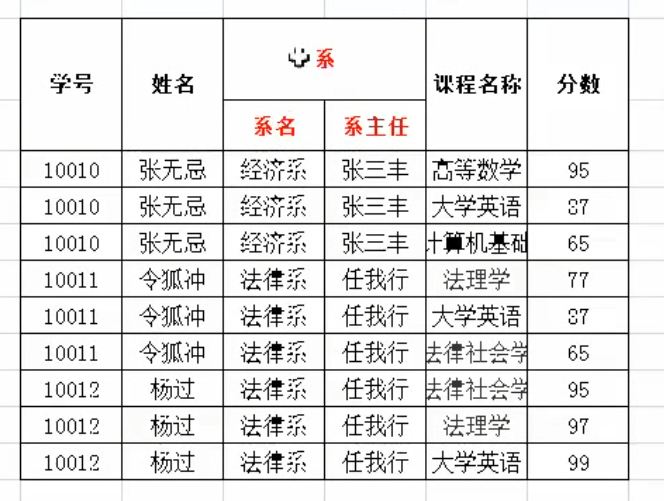 系
学号 姓名 课程名称 分数
系名 系主任
10010 张无忌 经济系 张三丰 高等数学 95
10010 张无忌 经济系 张三丰 大学英语 87
10010 张无忌 经济系 张三丰 计算机基础 65
10011 令狐冲 法律系 任我行 法理学 77
10011 令狐冲 法律系 任我行 大学英语 87
10011 令狐冲 法律系 任我行 法律社会学 65
10012 杨过 法律系 任我行 法律社会学 95
10012 杨过 法律系 任我行 法理学 97
10012 杨过 法律系 任我行 大学英语 99